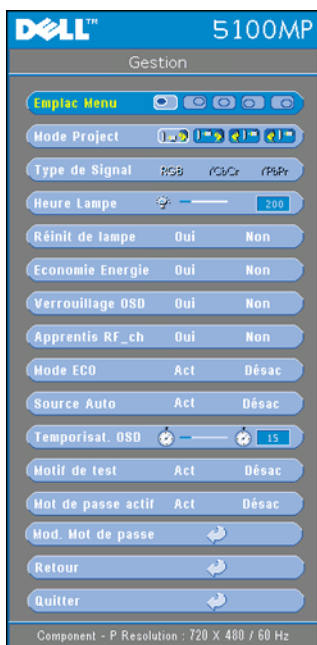 DELL™ 5100MP
Gestion
Emplac Menu
Mode Project
Type de Signal RGB YCbCr YPbPr
Heure Lampe 200
Réinit de lampe Oui Non
Economie Energie Oui Non
Verrouillage OSD Oui Non
Apprentis RF_ch Oui Non
Mode ECO Act Désac
Source Auto Act Désac
Temporisat. OSD 15
Motif de test Act Désac
Mot de passe actif Act Désac
Mod. Mot de passe
Retour
Quitter
Component - P Resolution : 720 X 480 / 60 Hz